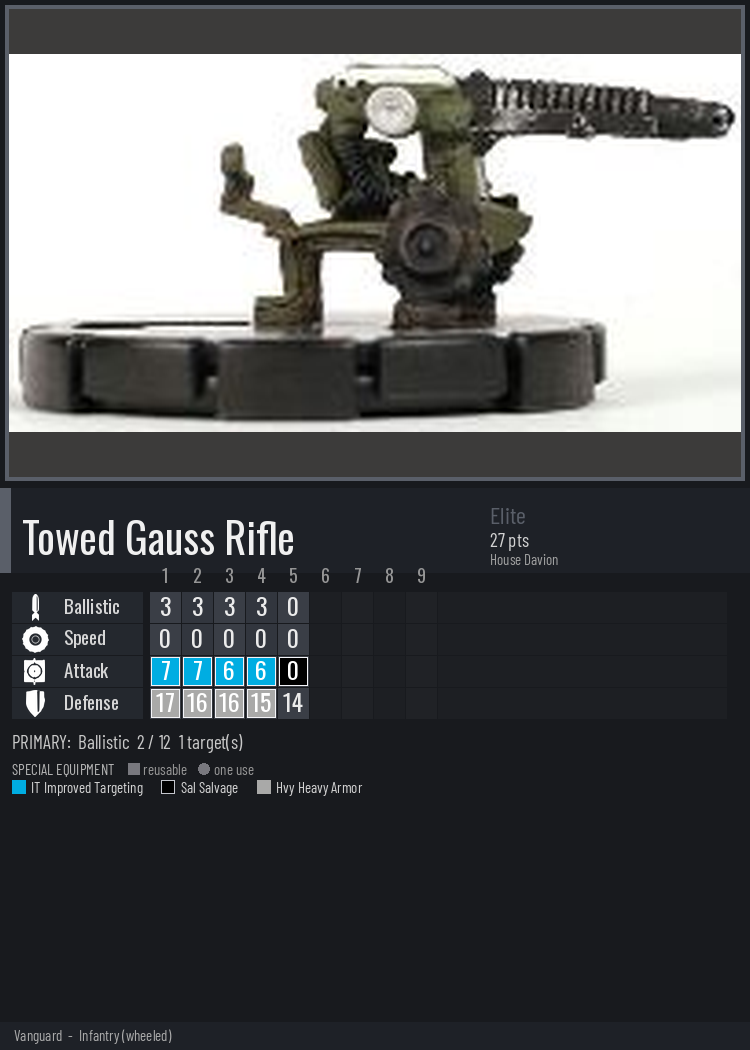 Towed Gauss Rifle
Elite
27 pts
House Davion
1 2 3 4 5 6 7 8 9
Ballistic 3 3 3 3 0
Speed 0 0 0 0 0
Attack 7 7 6 6 0
Defense 17 16 16 15 14
PRIMARY: Ballistic 2 / 12 1 target(s)
SPECIAL EQUIPMENT reusable one use
IT Improved Targeting Sal Salvage Hvy Heavy Armor
Vanguard - Infantry (wheeled)